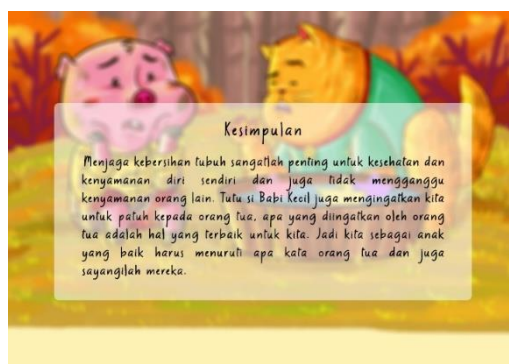 Kesimpulan
Menjaga kebersihan tubuh sangatlah penting untuk kesehatan dan
kenyamanan diri sendiri dan juga tidak mengganggu
kenyamanan orang lain. Tutu si Babi Kecil juga mengingatkan kita
untuk patuh kepada orang tua, apa yang diingatkan oleh orang
tua adalah hal yang terbaik untuk kita. Jadi kita sebagai anak
yang baik harus menuruti apa kata orang tua dan juga
sayangilah mereka.